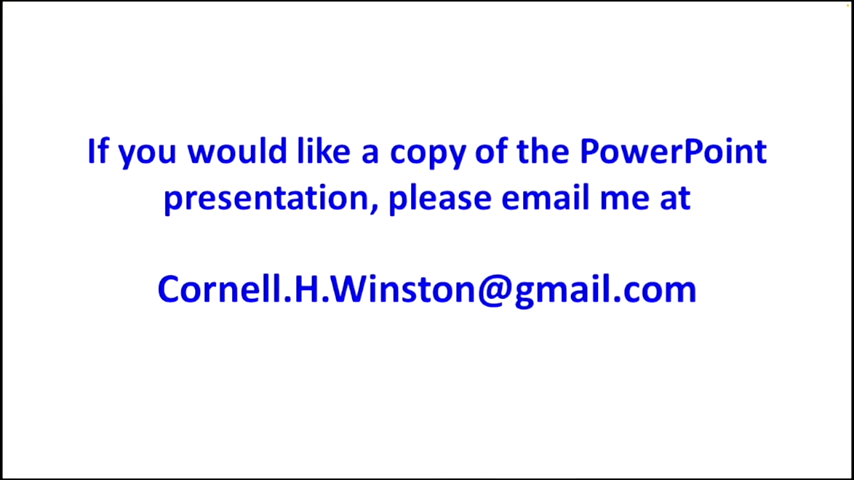 If you would like a copy of the PowerPoint
presentation, please email me at
Cornell.H.Winston@gmail.com